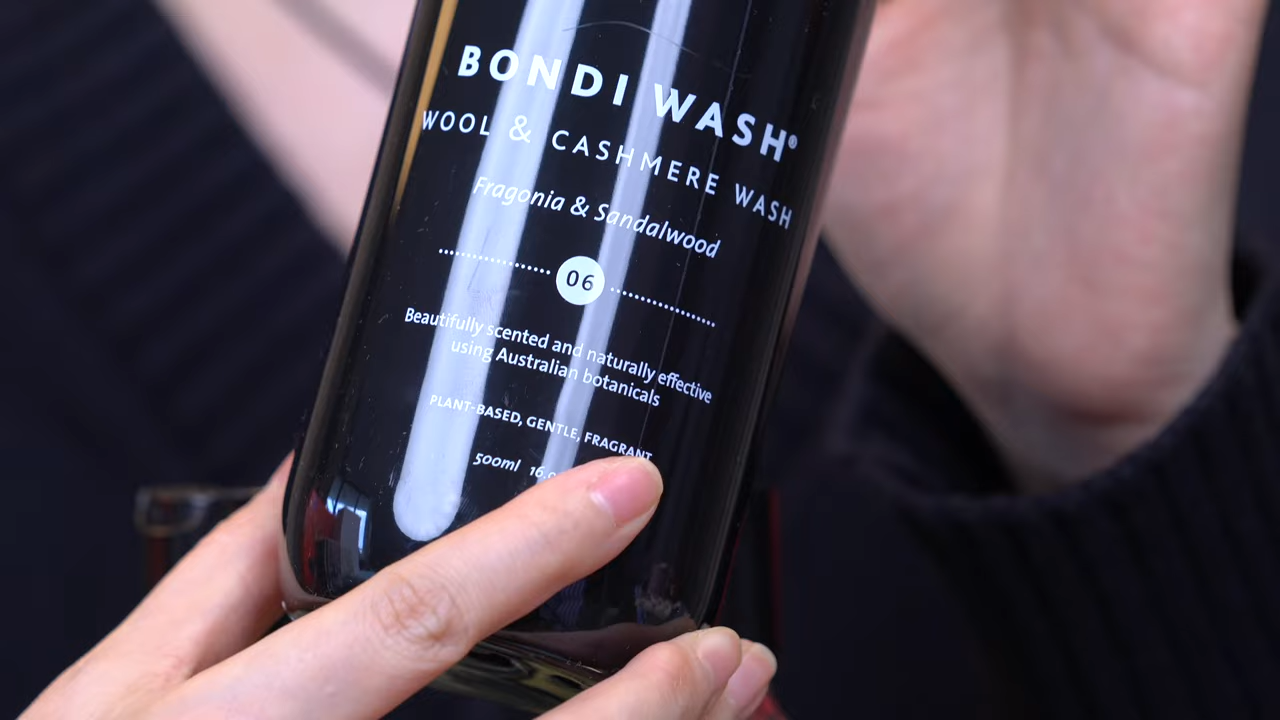 BONDI WASH®
WOOL & CASHMERE WASH
Fragonia & Sandalwood
06
Beautifully scented and naturally effective
using Australian botanicals
PLANT-BASED, GENTLE, FRAGRANT
500ml